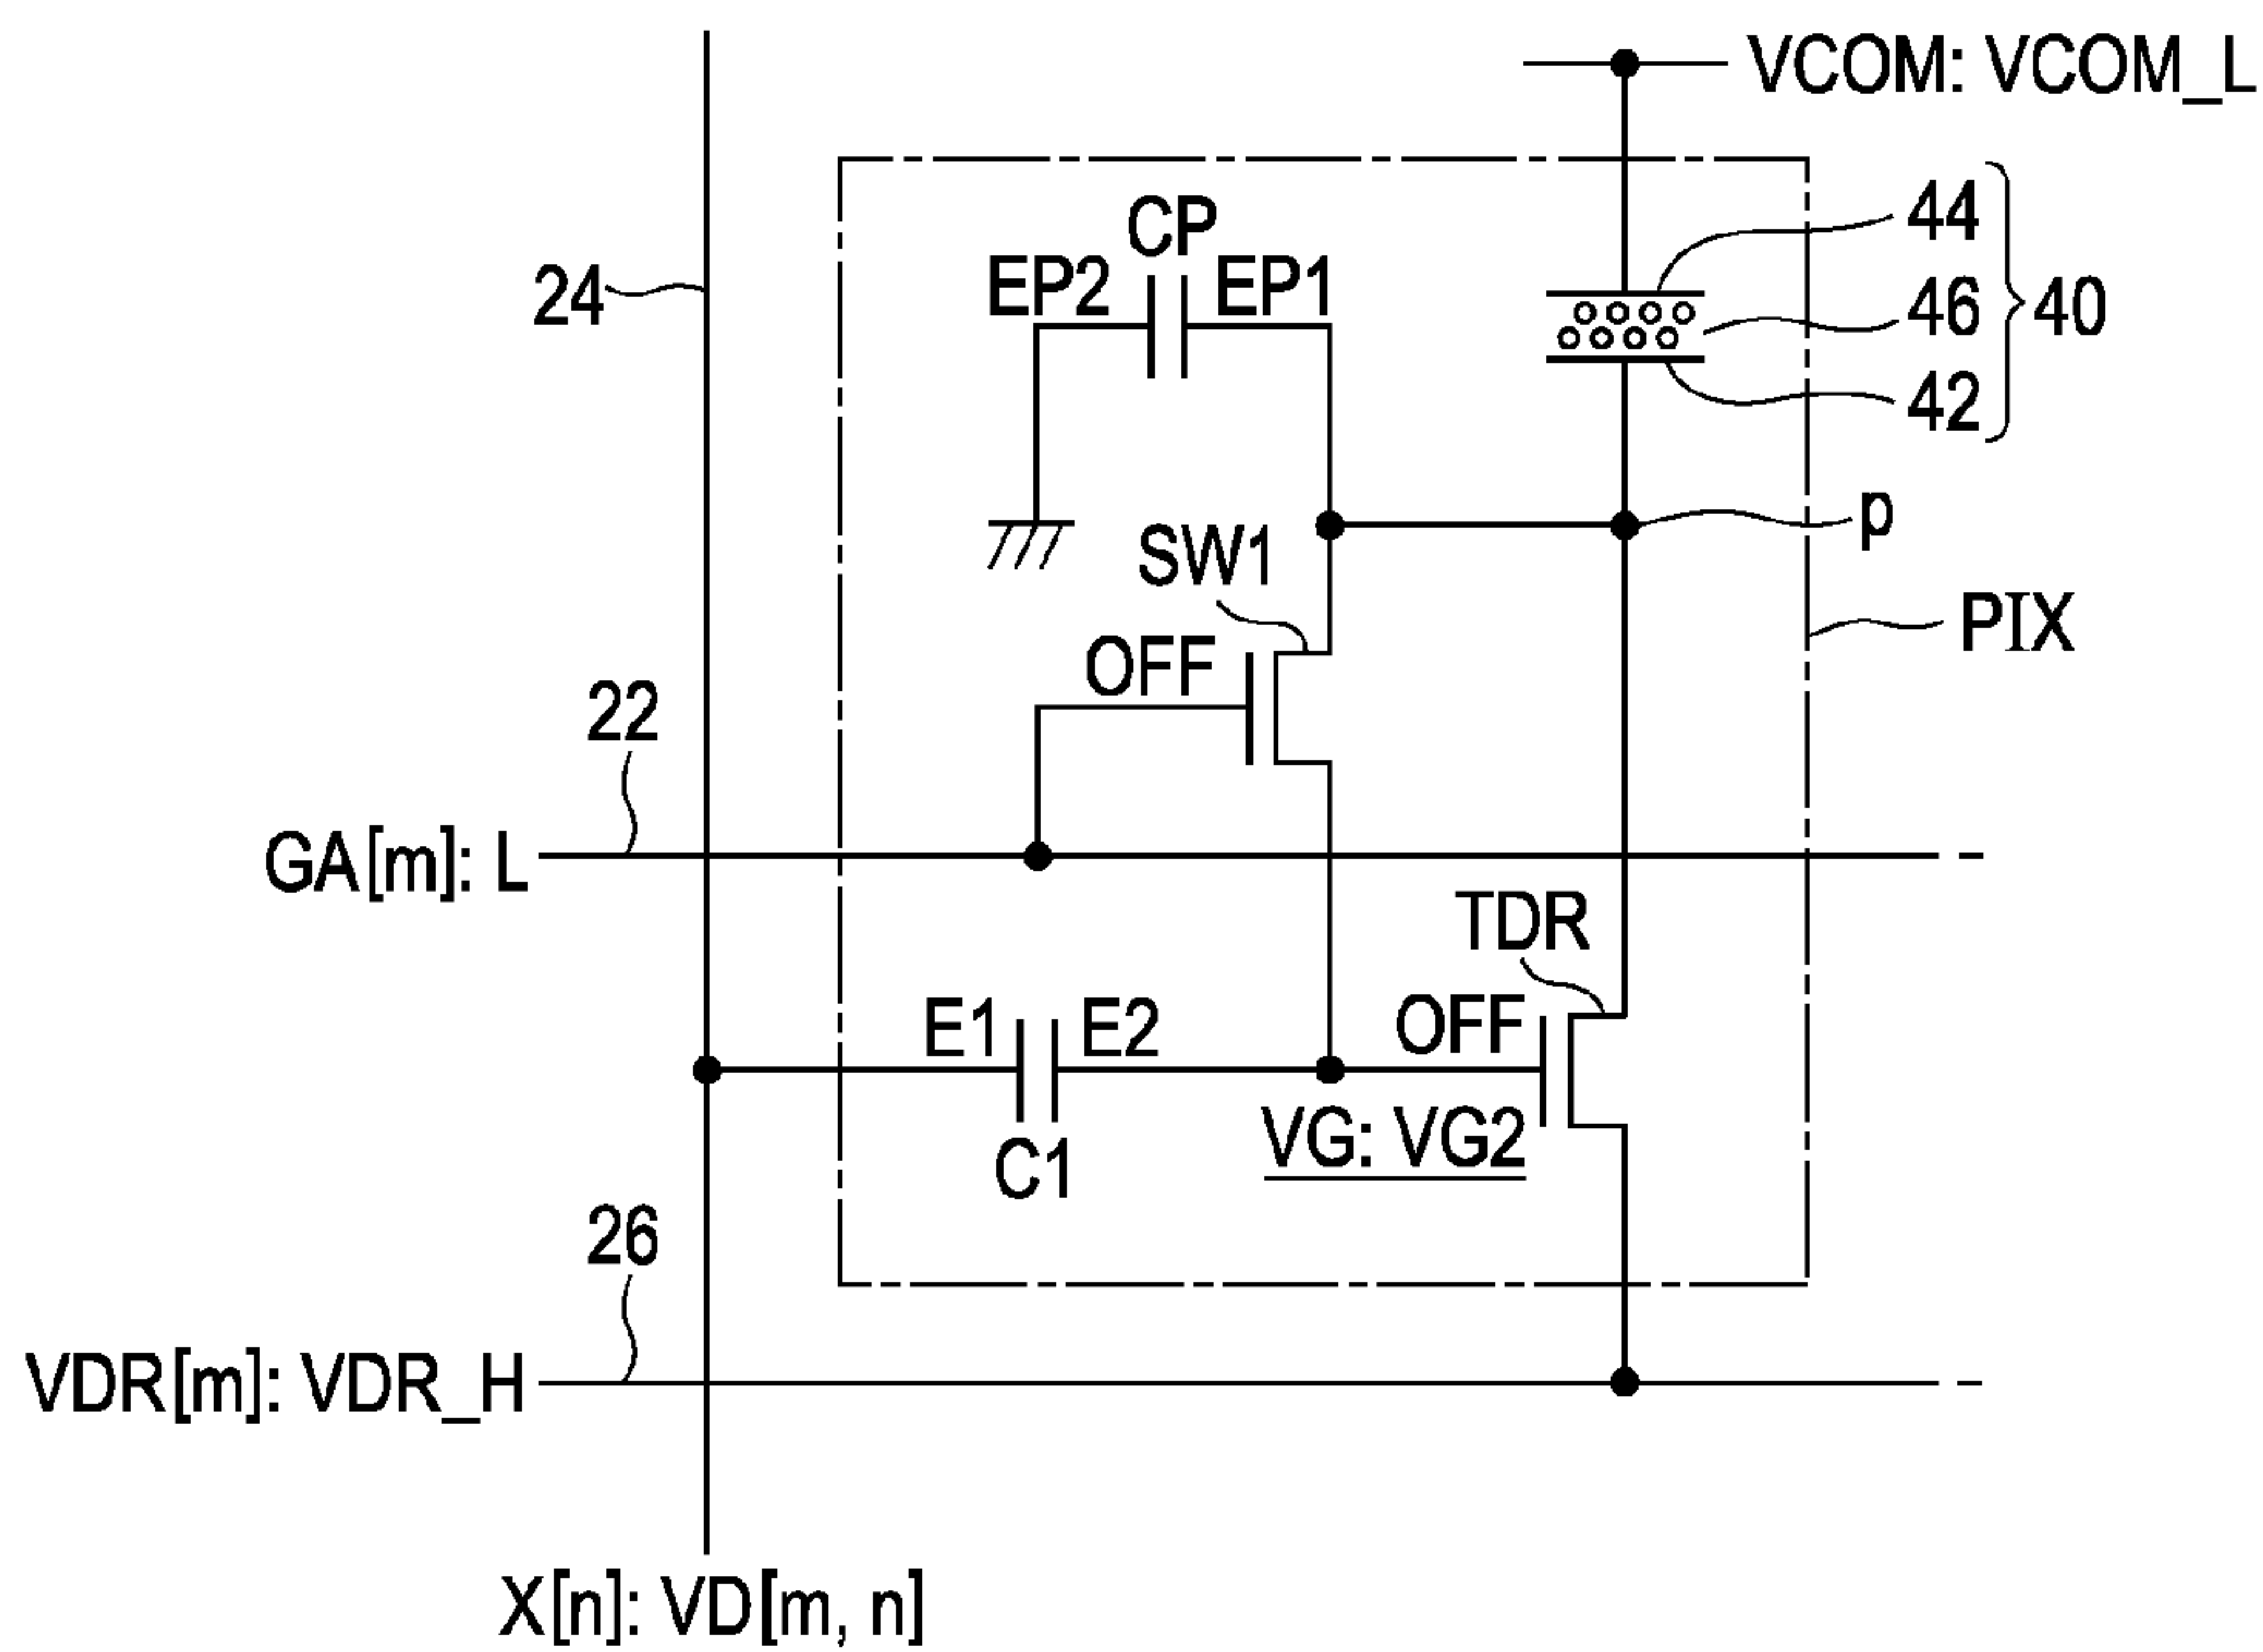 VCOM: VCOM_L
CP
44
EP2
EP1
24
46
40
42
p
SW1
PIX
OFF
22
GA[m]: L
TDR
E1
E2
OFF
VG: VG2
C1
26
VDR[m]: VDR_H
X[n]: VD[m, n]